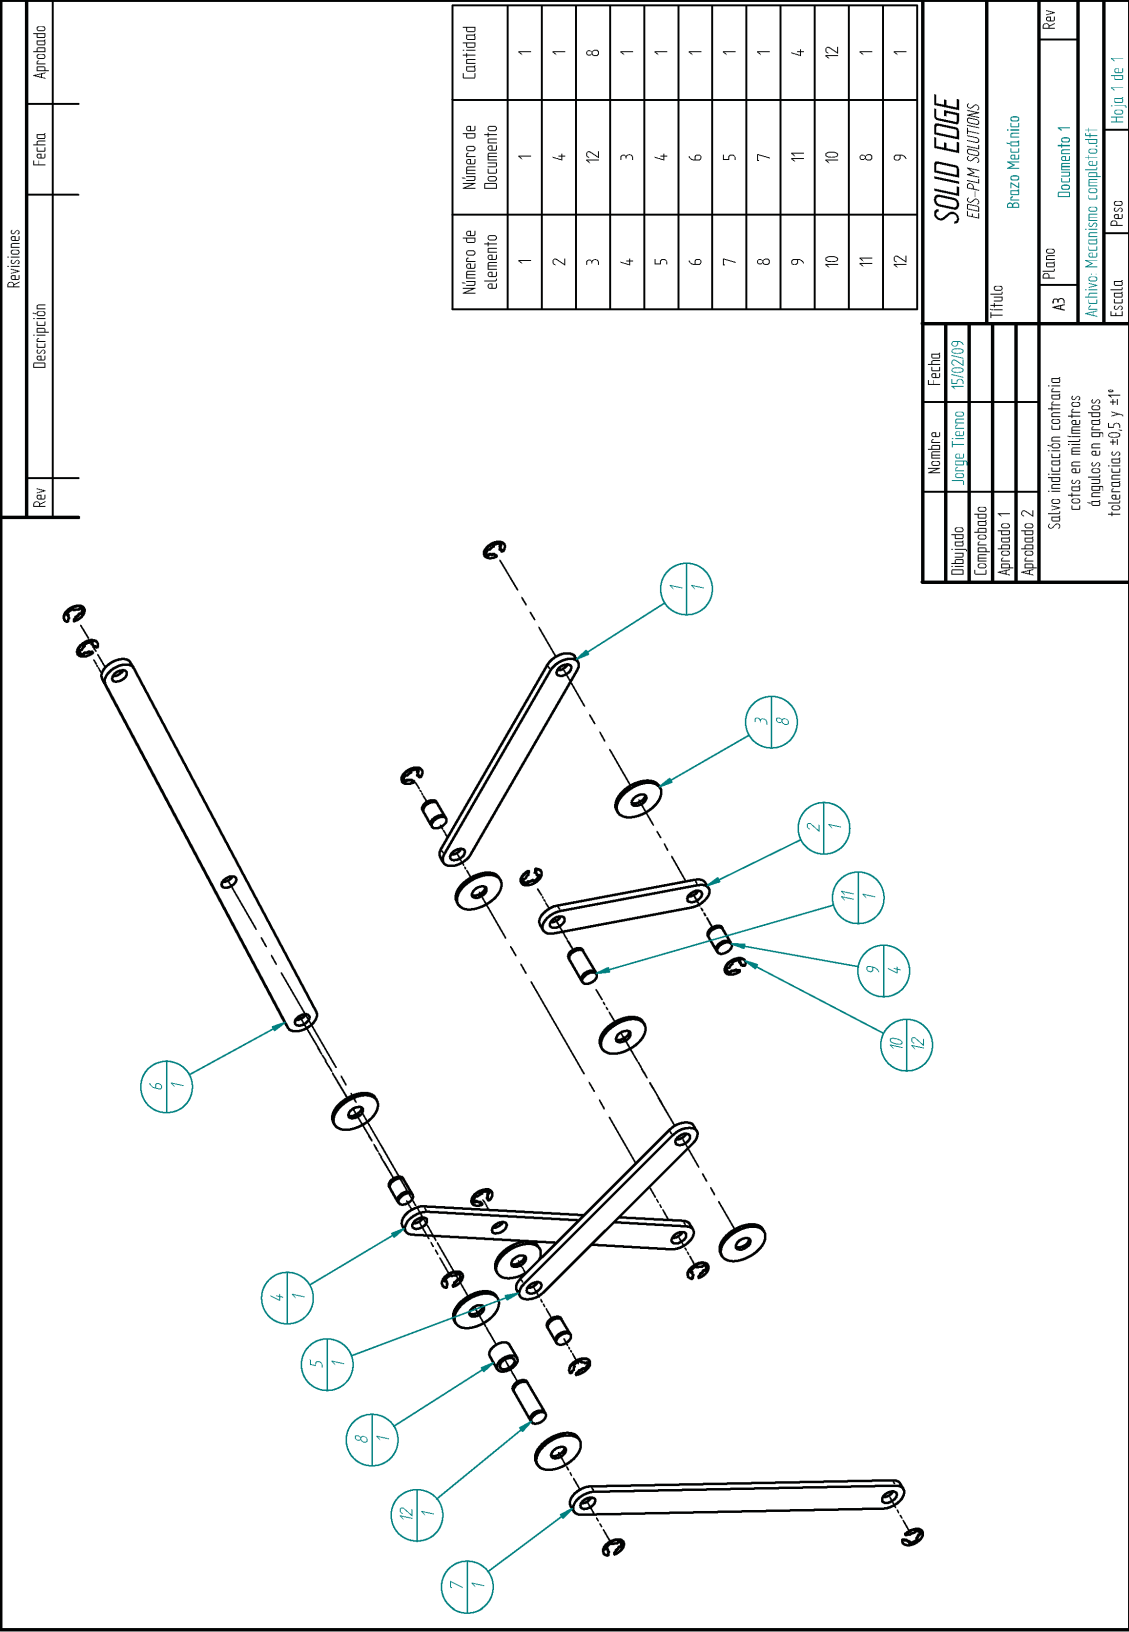 Revisiones
Rev Descripción Fecha Aprobado
Número de elemento Número de Documento Cantidad
1 1 1
2 4 1
3 12 8
4 3 1
5 4 1
6 6 1
7 5 1
8 7 1
9 11 4
10 10 12
11 8 1
12 9 1
7
1
12
1
8
1
5
1
4
1
6
1
10
12
9
4
11
1
2
1
3
8
1
1
Nombre Fecha
Dibujado Jorge Tierno 15/02/09
Comprobado
Aprobado 1
Aprobado 2
Salvo indicación contraria
cotas en milímetros
ángulos en grados
tolerancias ±0,5 y ±1º
SOLID EDGE
EDS-PLM SOLUTIONS
Título
Brazo Mecánico
A3 Plano Documento 1 Rev
Archivo: Mecanismo completo.dft
Escala Peso Hoja 1 de 1